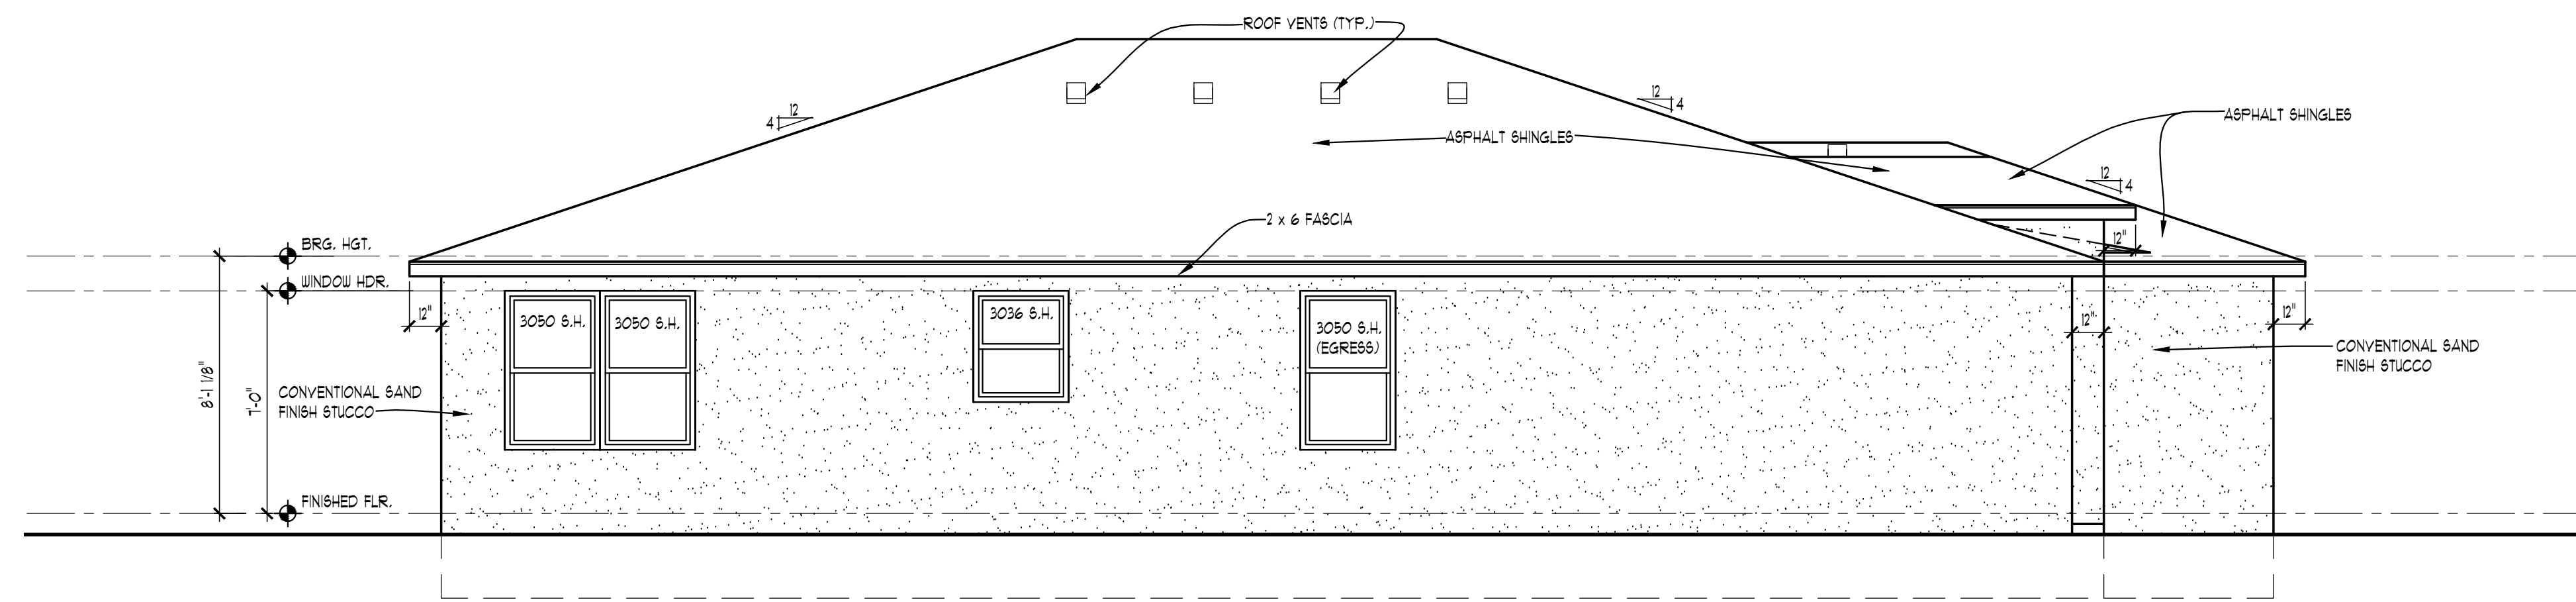 ROOF VENTS (TYP.)
12
4
12
4
ASPHALT SHINGLES
ASPHALT SHINGLES
12
4
2 x 6 FASCIA
12"
BRG. HGT.
WINDOW HDR.
3050 S.H.
3050 S.H.
3036 S.H.
3050 S.H.
(EGRESS)
12"
12"
12"
8'-1 1/8"
7'-0"
CONVENTIONAL SAND
FINISH STUCCO
CONVENTIONAL SAND
FINISH STUCCO
FINISHED FLR.